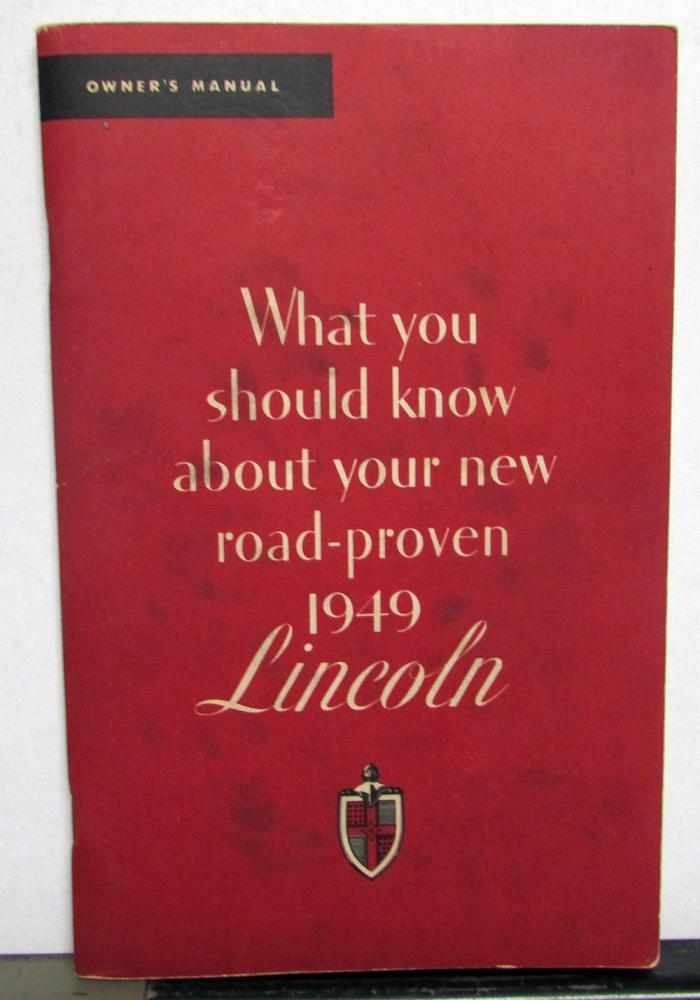 OWNER'S MANUAL
What you
should know
about your new
road-proven
1949
Lincoln